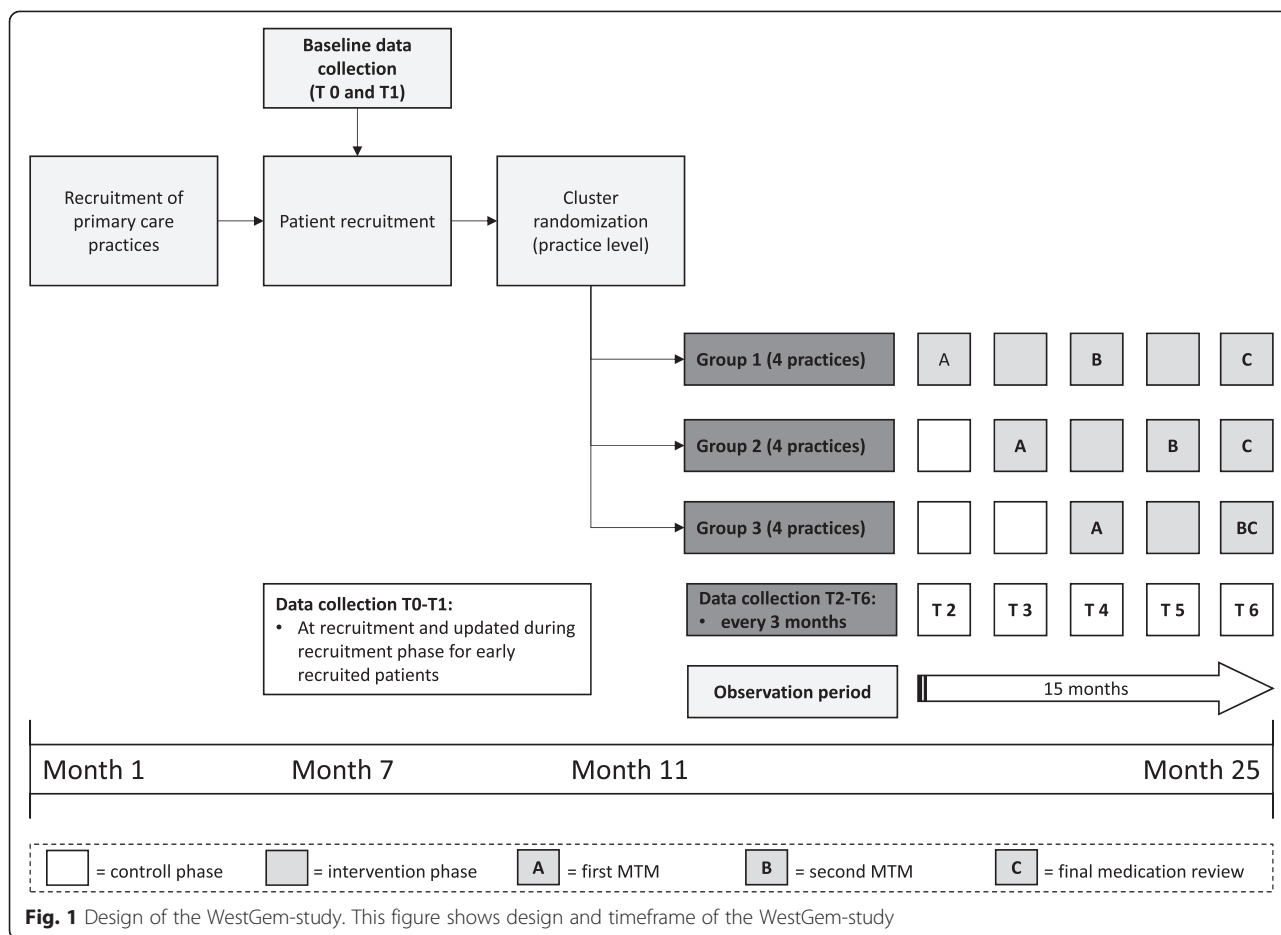 Baseline data
collection
(T 0 and T1)
Recruitment of
primary care
practices
Patient recruitment
Cluster
randomization
(practice level)
Group 1 (4 practices)
A
B
C
Group 2 (4 practices)
A
B
C
Group 3 (4 practices)
A
BC
Data collection T0-T1:
• At recruitment and updated during
recruitment phase for early
recruited patients
Data collection T2-T6:
• every 3 months
T 2
T 3
T 4
T 5
T 6
Observation period
15 months
Month 1
Month 7
Month 11
Month 25
= controll phase
= intervention phase
A = first MTM
B = second MTM
C = final medication review
Fig. 1 Design of the WestGem-study. This figure shows design and timeframe of the WestGem-study